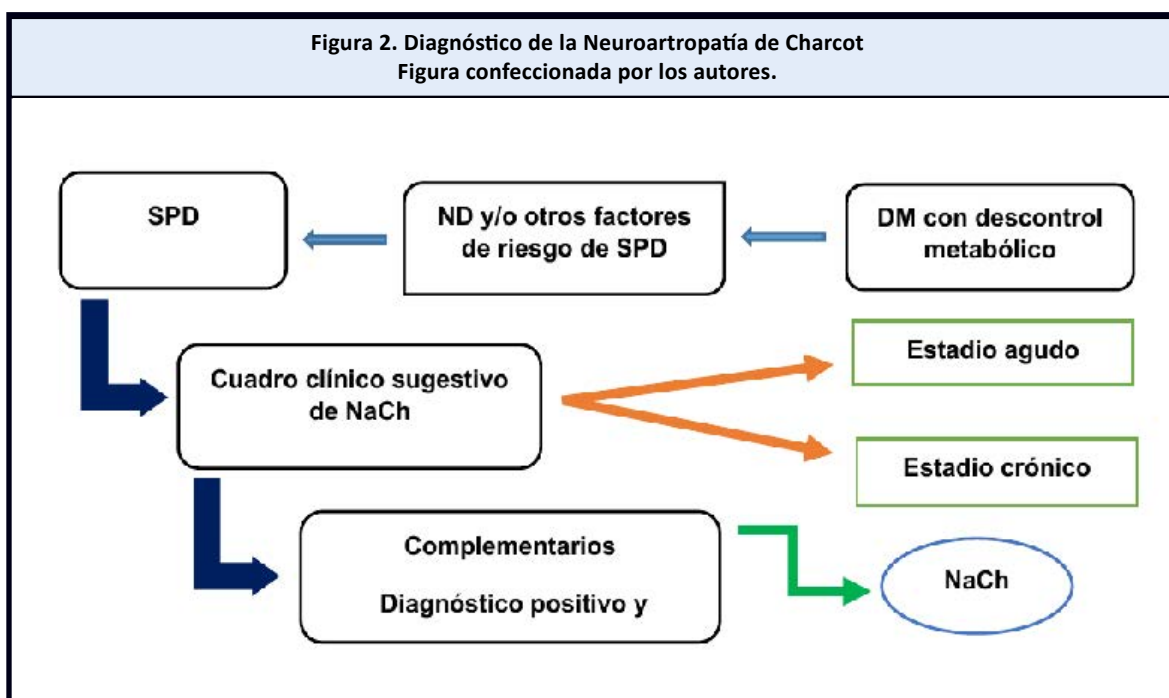 Figura 2. Diagnóstico de la Neuroartropatía de Charcot
Figura confeccionada por los autores.
SPD
ND y/o otros factores
de riesgo de SPD
DM con descontrol
metabólico
Estadio agudo
Cuadro clínico sugestivo
de NaCh
Estadio crónico
Complementarios
Diagnóstico positivo y
NaCh